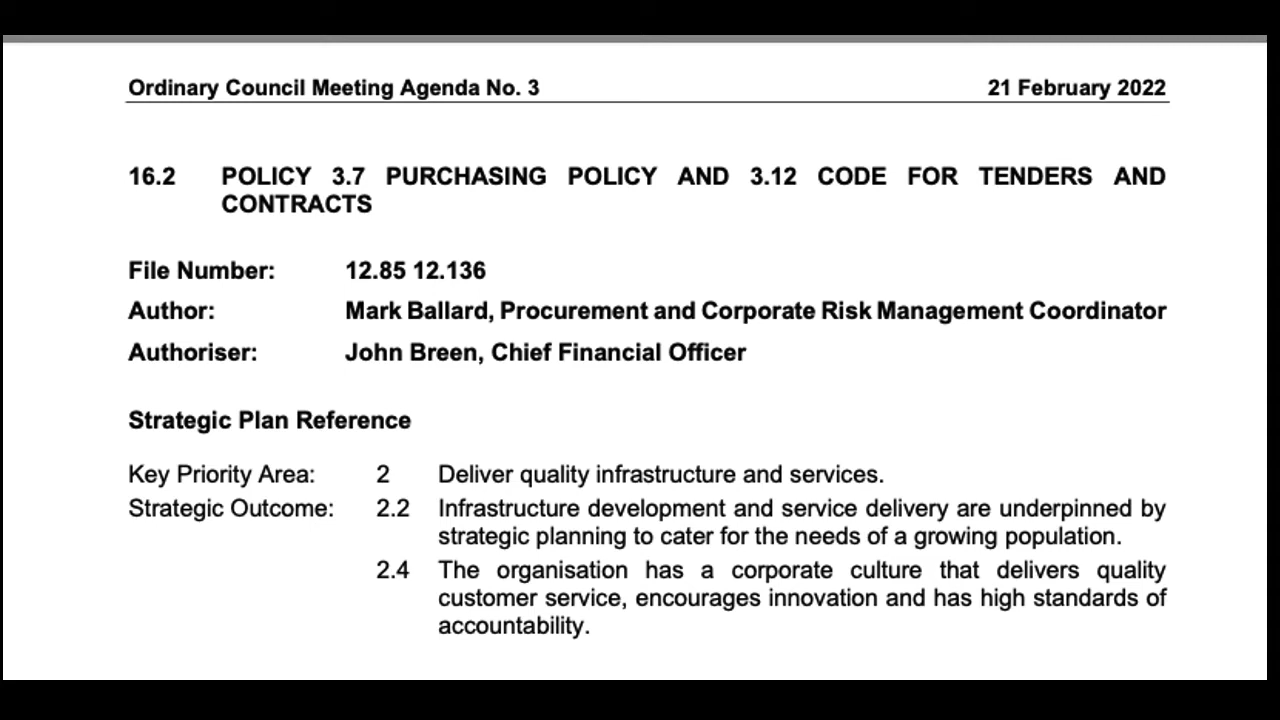 Ordinary Council Meeting Agenda No. 3 21 February 2022
16.2 POLICY 3.7 PURCHASING POLICY AND 3.12 CODE FOR TENDERS AND
CONTRACTS
File Number: 12.85 12.136
Author: Mark Ballard, Procurement and Corporate Risk Management Coordinator
Authoriser: John Breen, Chief Financial Officer
Strategic Plan Reference
Key Priority Area: 2 Deliver quality infrastructure and services.
Strategic Outcome: 2.2 Infrastructure development and service delivery are underpinned by
strategic planning to cater for the needs of a growing population.
2.4 The organisation has a corporate culture that delivers quality
customer service, encourages innovation and has high standards of
accountability.